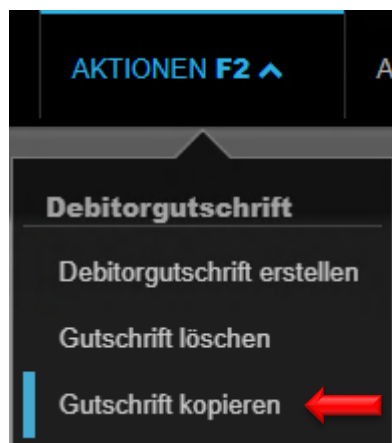 AKTIONEN F2 A
Debitorgutschrift
Debitorgutschrift erstellen
Gutschrift löschen
Gutschrift kopieren